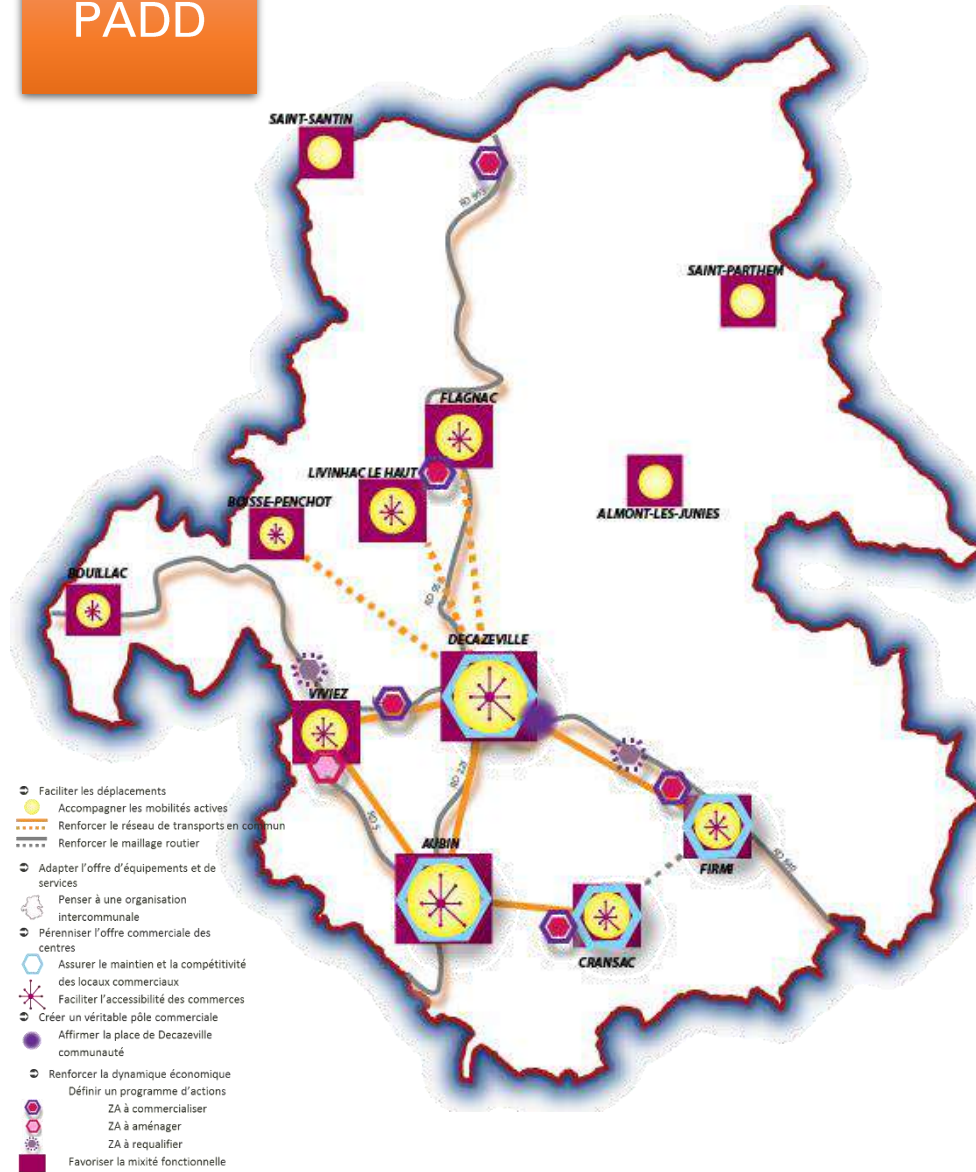 PADD
SAINT-SANTIN
SAINT-PARTHEM
FLAGNAC
LIVINHAC LE HAUT
BOISSE-PENCHOT
ALMONT-LES-JUNIES
BOUILLAC
DECAZEVILLE
VIVIEZ
RD 221
RD 5
AUBIN
FIRMI
CRANSAC
Faciliter les déplacements
Accompagner les mobilités actives
Renforcer le réseau de transports en commun
Renforcer le maillage routier
Adapter l’offre d’équipements et de
services
Penser à une organisation
intercommunale
Pérenniser l’offre commerciale des
centres
Assurer le maintien et la compétitivité
des locaux commerciaux
Faciliter l’accessibilité des commerces
Créer un véritable pôle commerciale
Affirmer la place de Decazeville
communauté
Renforcer la dynamique économique
Définir un programme d’actions
ZA à commercialiser
ZA à aménager
ZA à requalifier
Favoriser la mixité fonctionnelle